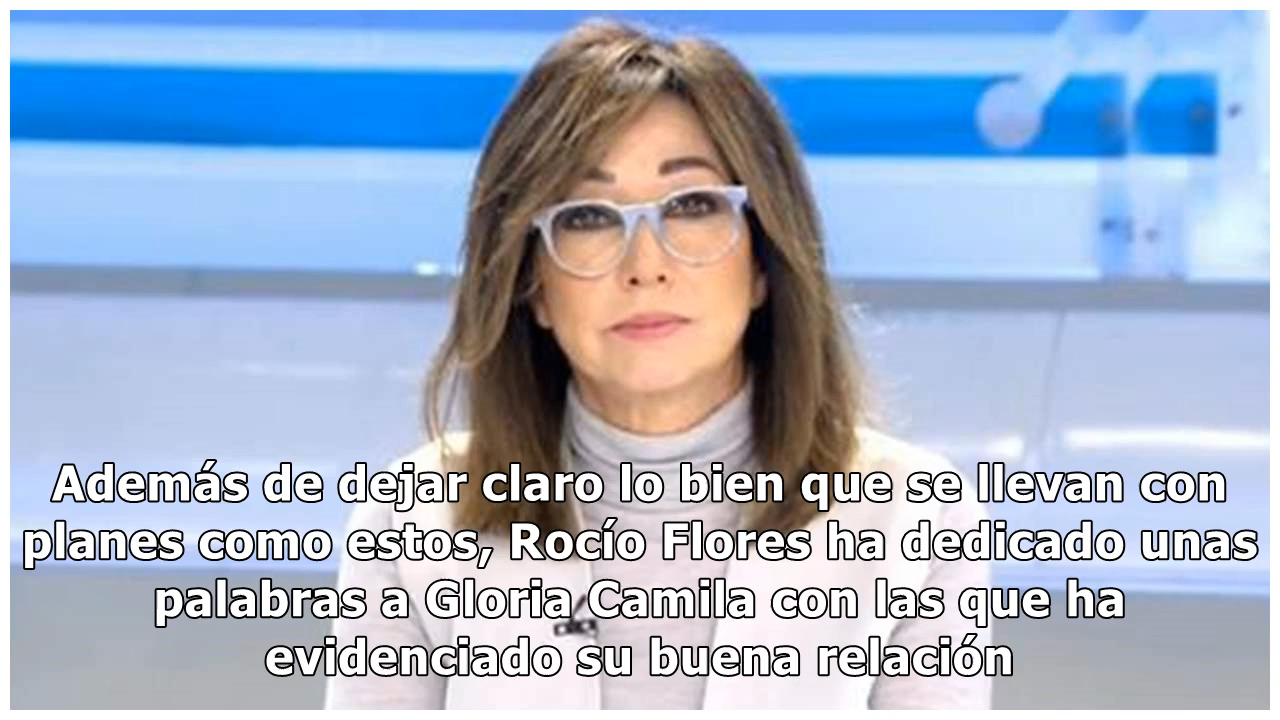 Además de dejar claro lo bien que se llevan con
planes como estos, Rocío Flores ha dedicado unas
palabras a Gloria Camila con las que ha
evidenciado su buena relación